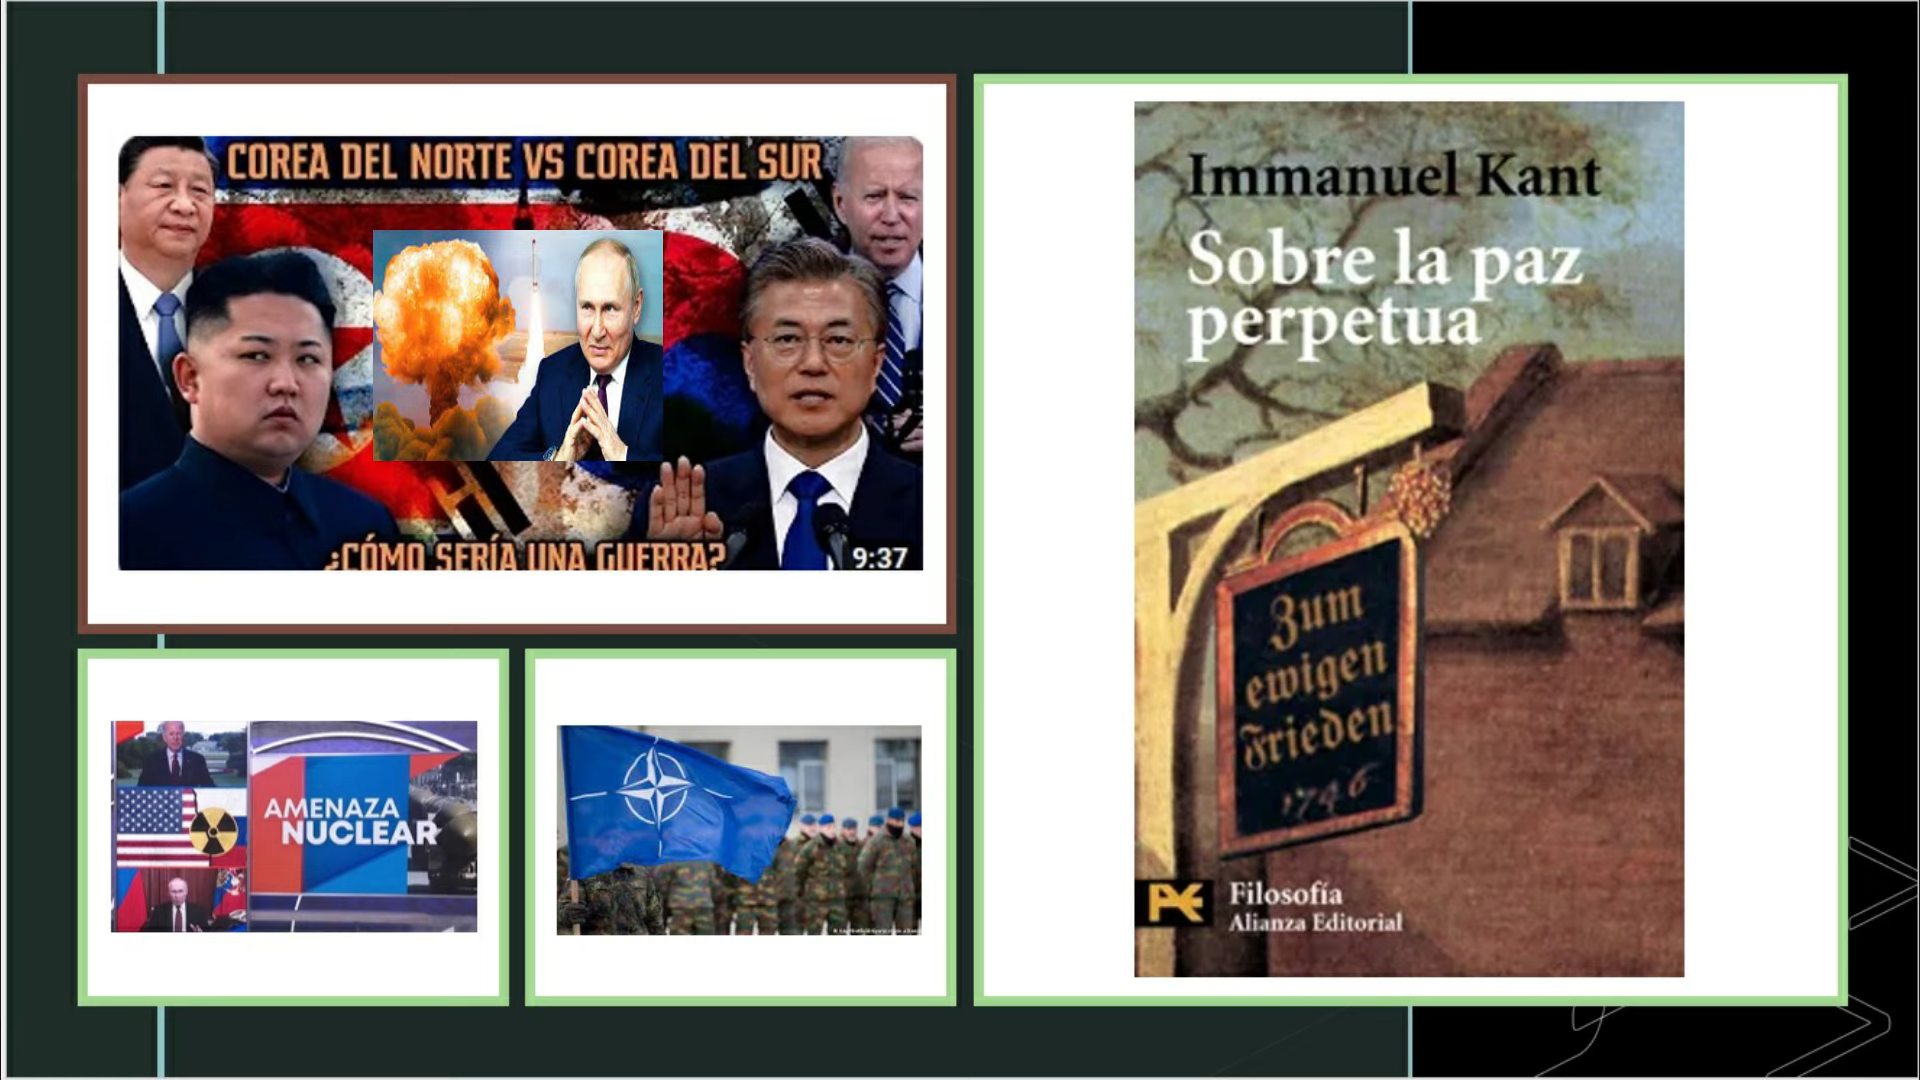 COREA DEL NORTE VS COREA DEL SUR
¿CÓMO SERÍA UNA GUERRA?
9:37
AMENAZA
NUCLEAR
Immanuel Kant
Sobre la paz
perpetua
Zum
ewigen
Frieden
1746
Filosofía
Alianza Editorial